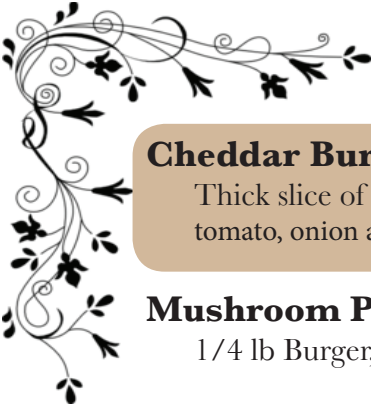 Cheddar Bur
Thick slice of
tomato, onion a
Mushroom P
1/4 lb Burger,